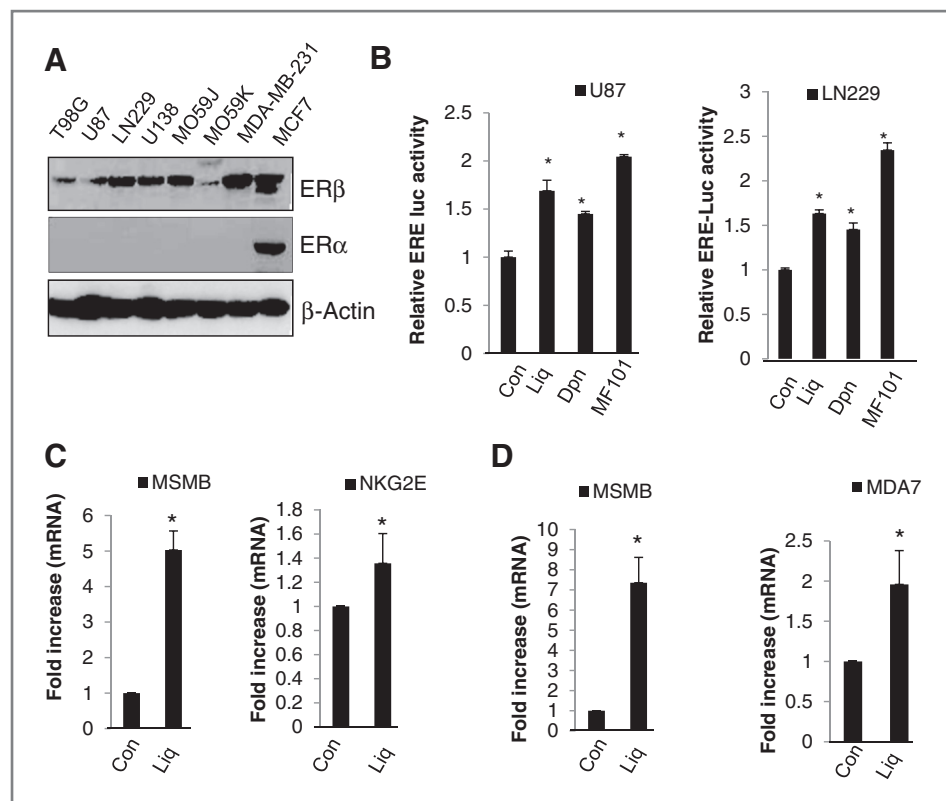 A
T98G
U87
LN229
U138
MO59J
MO59K
MDA-MB-231
MCF7
ERβ
ERα
β-Actin
B
U87
Relative ERE luc activity
2.5
2
1.5
1
0.5
0
*
*
*
Con
Liq
Dpn
MF101
LN229
Relative ERE-Luc activity
3
2.5
2
1.5
1
0.5
0
*
*
*
Con
Liq
Dpn
MF101
C
MSMB
Fold increase (mRNA)
6
5
4
3
2
1
0
*
Con
Liq
NKG2E
Fold increase (mRNA)
1.8
1.6
1.4
1.2
1
0.8
0.6
0.4
0.2
0
*
Con
Liq
D
MSMB
Fold increase (mRNA)
10
9
8
7
6
5
4
3
2
1
0
*
Con
Liq
MDA7
Fold increase (mRNA)
2.5
2
1.5
1
0.5
0
*
Con
Liq